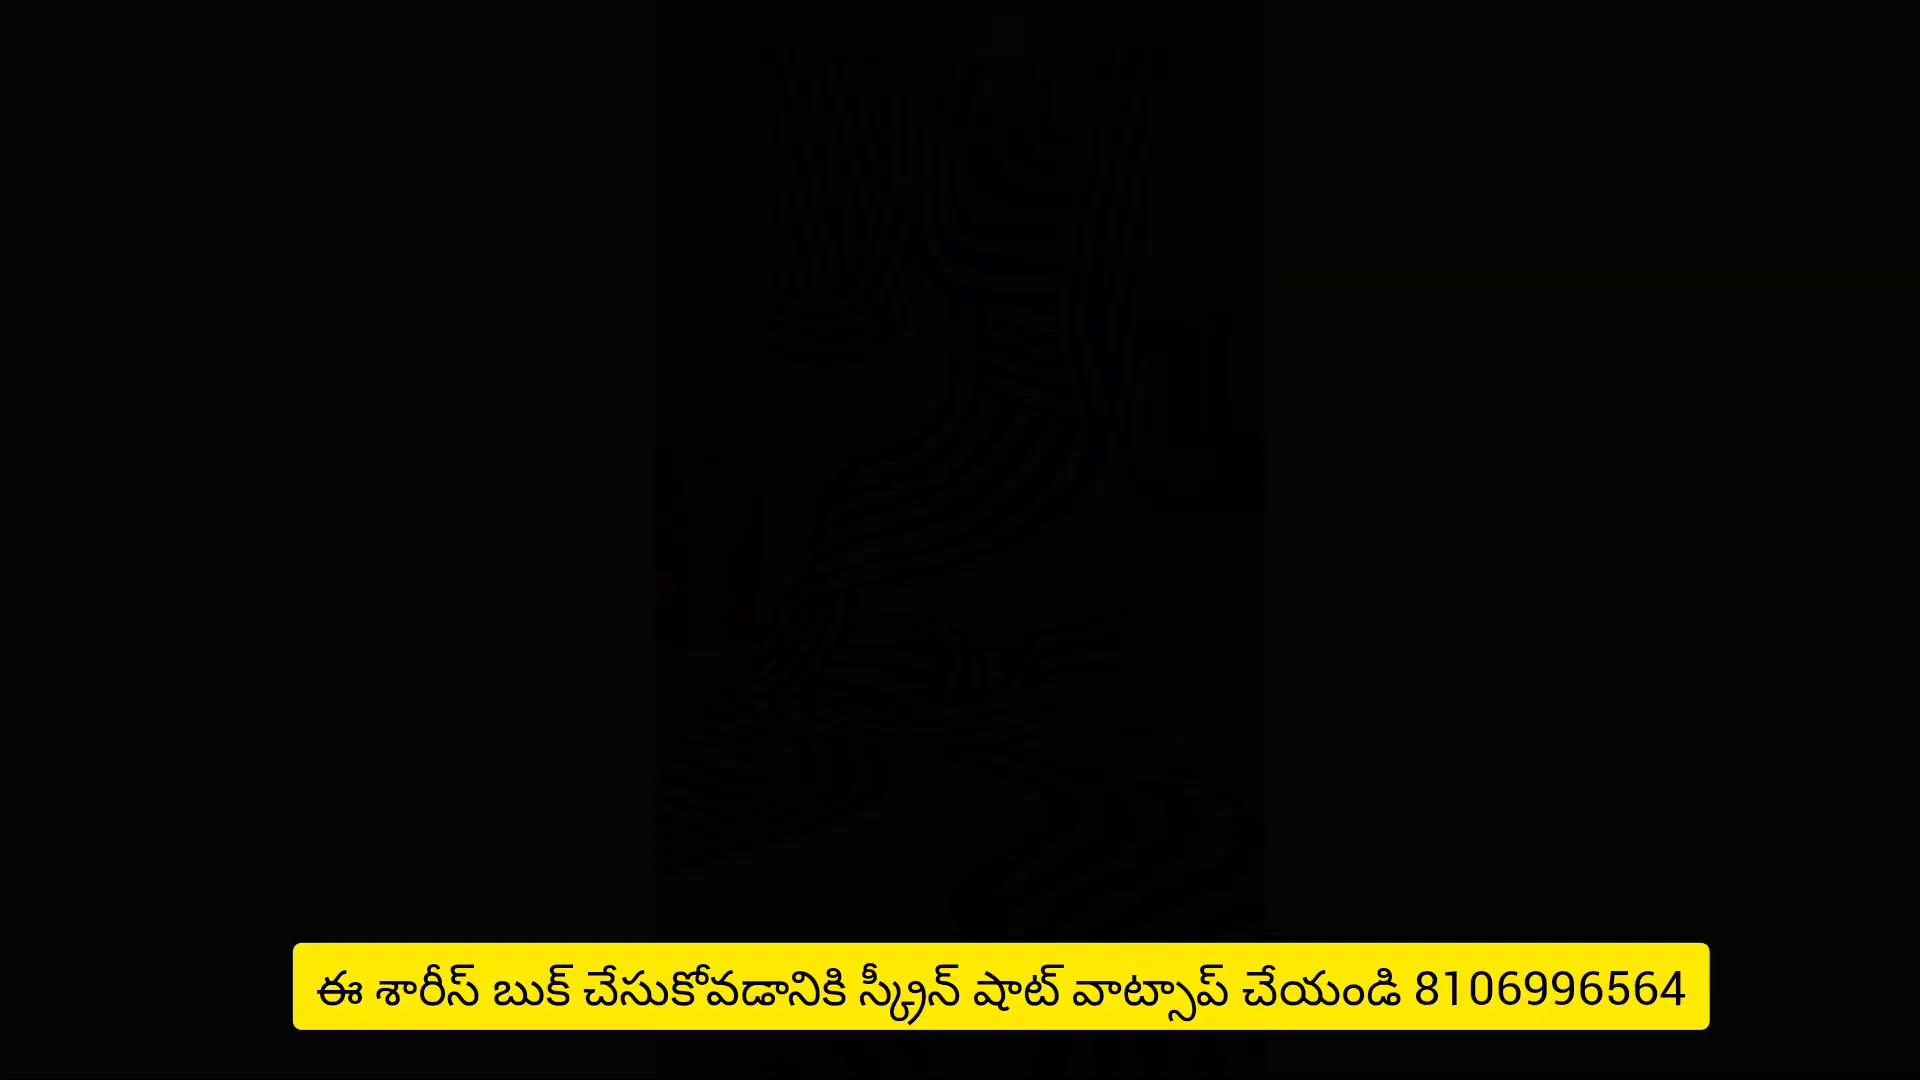 ఈ శారీస్ బుక్ చేసుకోవడానికి స్క్రీన్ షాట్ వాట్సాప్ చేయండి 8106996564